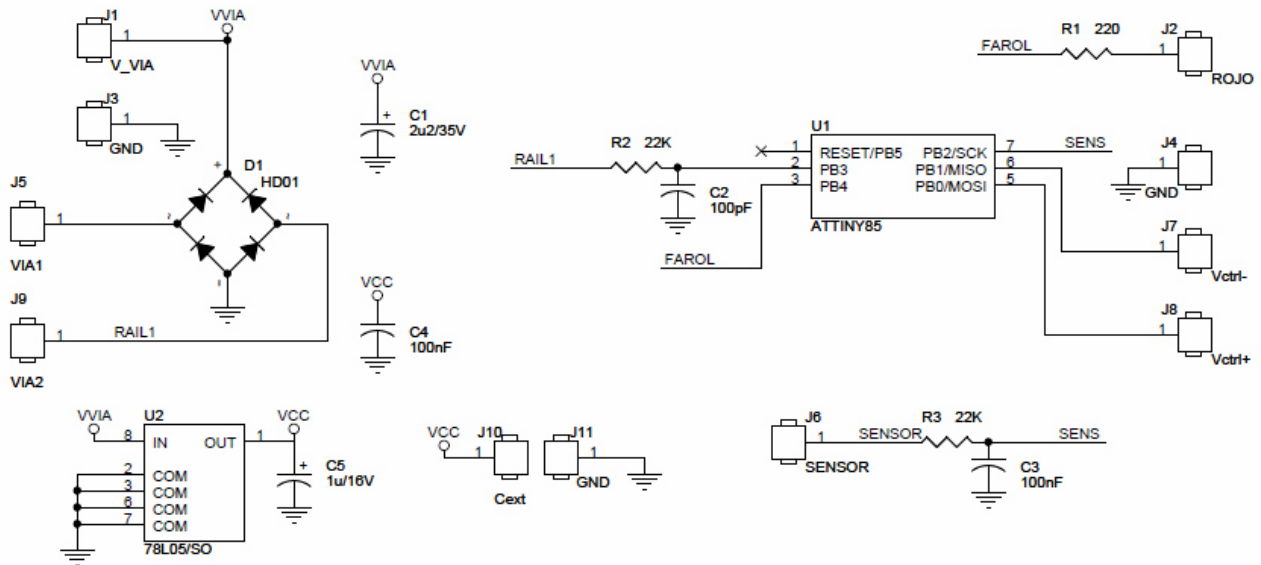 J1
VVIA
1
V_VIA
J3
1
GND
D1
HD01
+
~
~
-
J5
1
VIA1
J9
1
RAIL1
VIA2
VVIA
+
C1
2u2/35V
VCC
C4
100nF
FAROL
R1 220
J2
1
ROJO
RAIL1
R2 22K
C2
100pF
FAROL
U1
1 RESET/PB5 PB2/SCK 7 SENS
2 PB3 PB1/MISO 6
3 PB4 PB0/MOSI 5
ATTINY85
J4
1
GND
J7
1
Vctrl-
J8
1
Vctrl+
VVIA
U2
8 IN OUT 1
VCC
2 COM
3 COM
6 COM
7 COM
78L05/SO
+
C5
1u/16V
VCC
J10
1
Cext
J11
1
GND
J6
1
SENSOR
SENSOR
R3 22K
SENS
C3
100nF